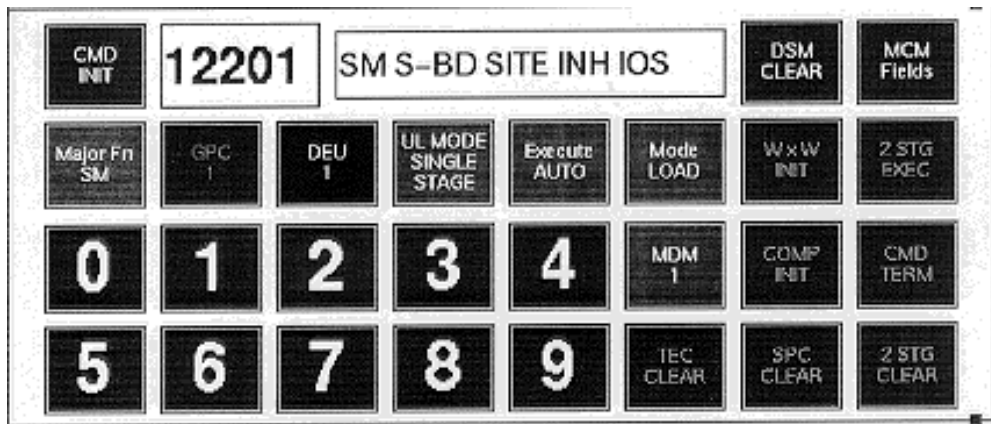 CMD
INIT
12201
SM S-BD SITE INH IOS
DSM
CLEAR
MCM
Fields
Major Fn
SM
GPC
1
DEU
1
UL MODE
SINGLE
STAGE
Execute
AUTO
Mode
LOAD
WxW
INIT
2 STG
EXEC
0
1
2
3
4
MDM
1
COMP
INIT
CMD
TERM
5
6
7
8
9
TEC
CLEAR
SPC
CLEAR
2 STG
CLEAR